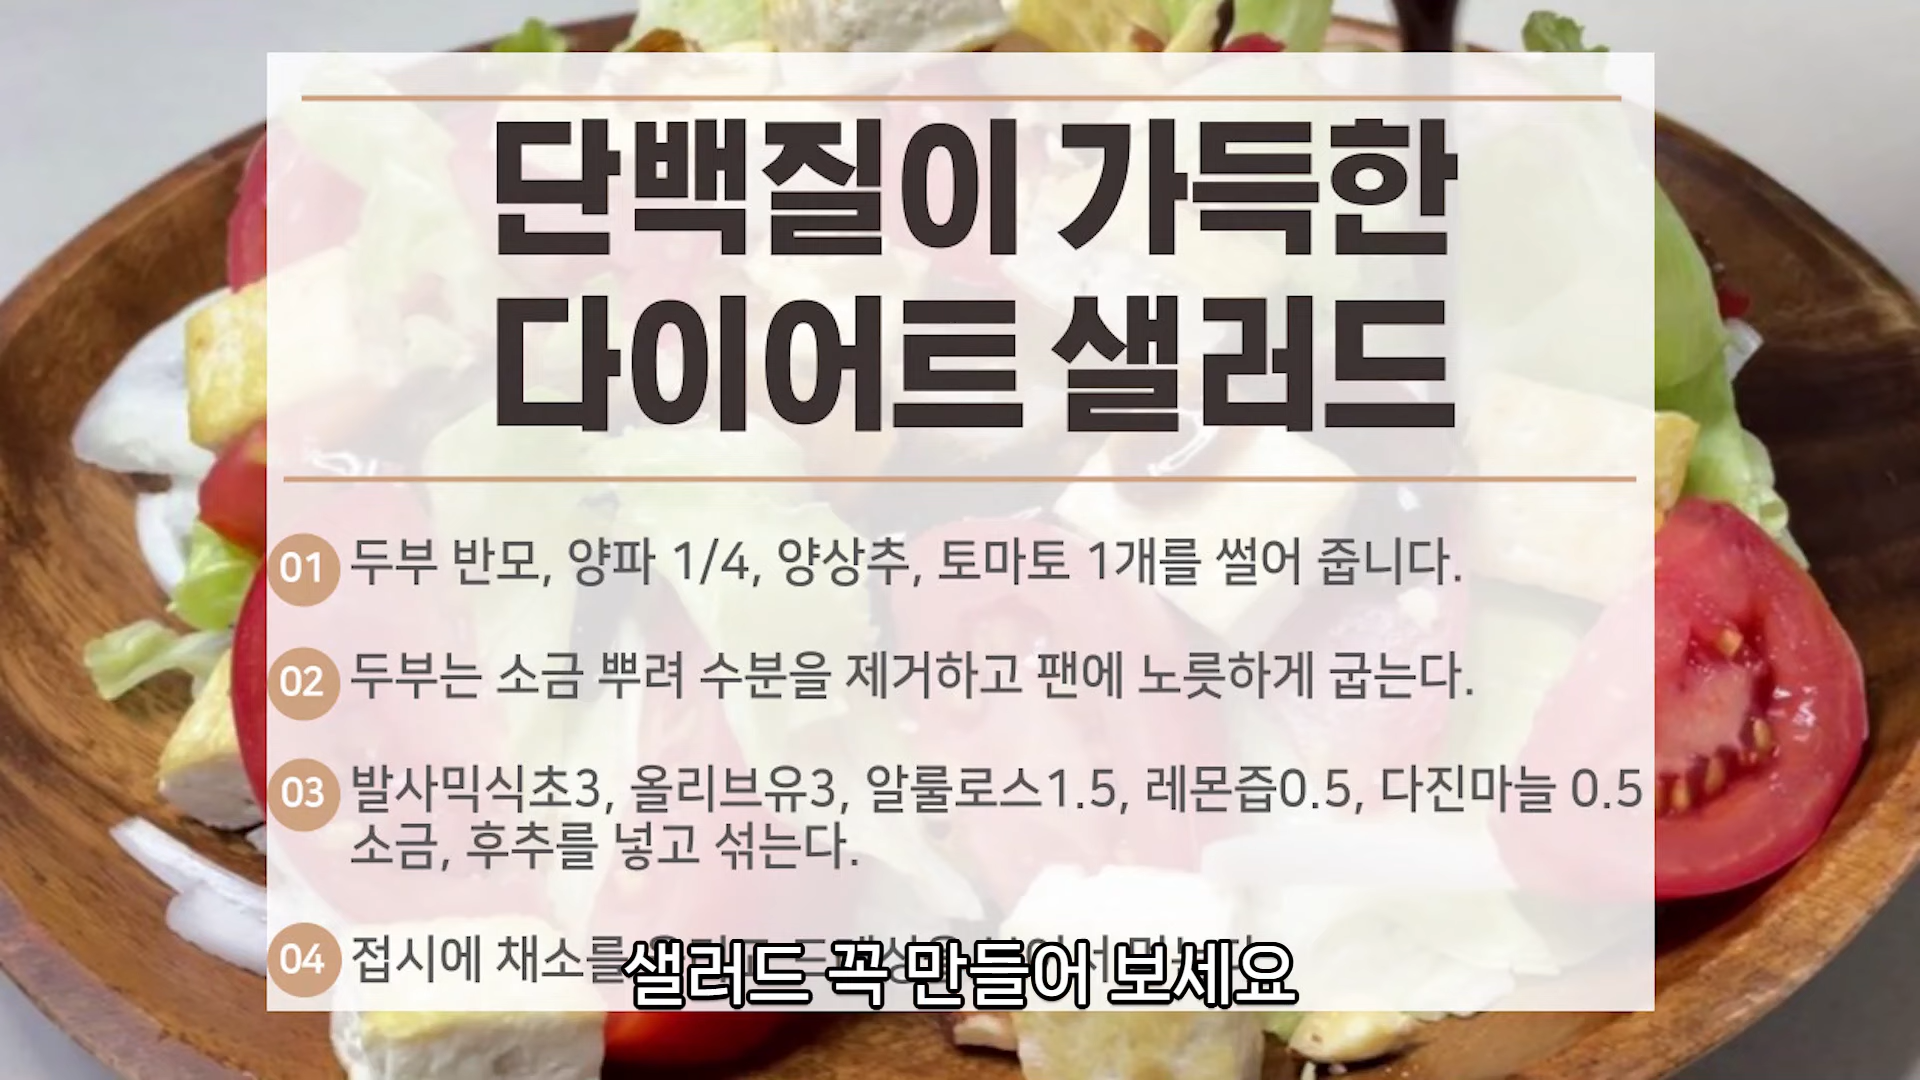 단백질이 가득한
다이어트 샐러드
01 두부 반모, 양파 1/4, 양상추, 토마토 1개를 썰어 줍니다.
02 두부는 소금 뿌려 수분을 제거하고 팬에 노릇하게 굽는다.
03 발사믹식초3, 올리브유3, 알룰로스1.5, 레몬즙0.5, 다진마늘 0.5
소금, 후추를 넣고 섞는다.
04 접시에 채소를
샐러드 꼭 만들어 보세요